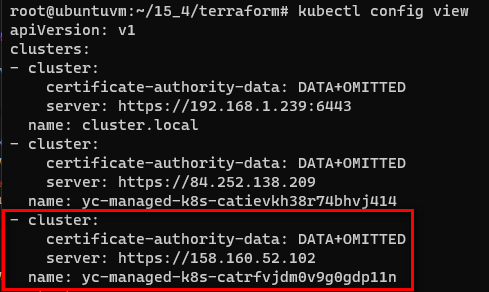 root@ubuntuvm:~/15_4/terraform# kubectl config view
apiVersion: v1
clusters:
- cluster:
    certificate-authority-data: DATA+OMITTED
    server: https://192.168.1.239:6443
  name: cluster.local
- cluster:
    certificate-authority-data: DATA+OMITTED
    server: https://84.252.138.209
  name: yc-managed-k8s-catievkh38r74bhvj414
- cluster:
    certificate-authority-data: DATA+OMITTED
    server: https://158.160.52.102
  name: yc-managed-k8s-catrfvjdm0v9g0gdp11n